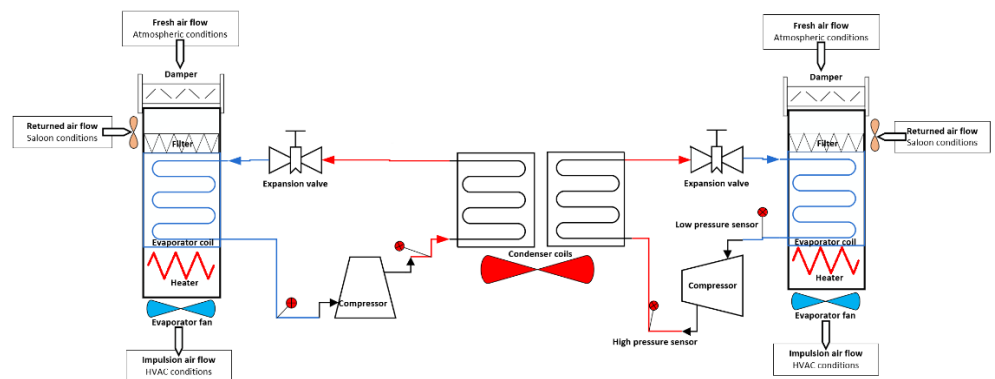 Fresh air flow
Atmospheric conditions
Damper
Returned air flow
Saloon conditions
Filter
Expansion valve
Evaporator coil
Heater
Compressor
Evaporator fan
Impulsion air flow
HVAC conditions
Condenser coils
Fresh air flow
Atmospheric conditions
Damper
Returned air flow
Saloon conditions
Filter
Expansion valve
Low pressure sensor
Evaporator coil
Heater
Compressor
High pressure sensor
Evaporator fan
Impulsion air flow
HVAC conditions